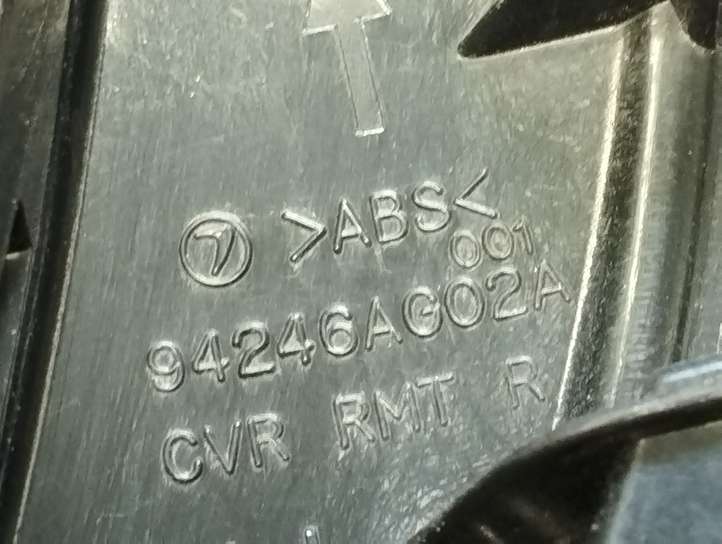 >ABS<
001
94246AG02A
CVR RMT R